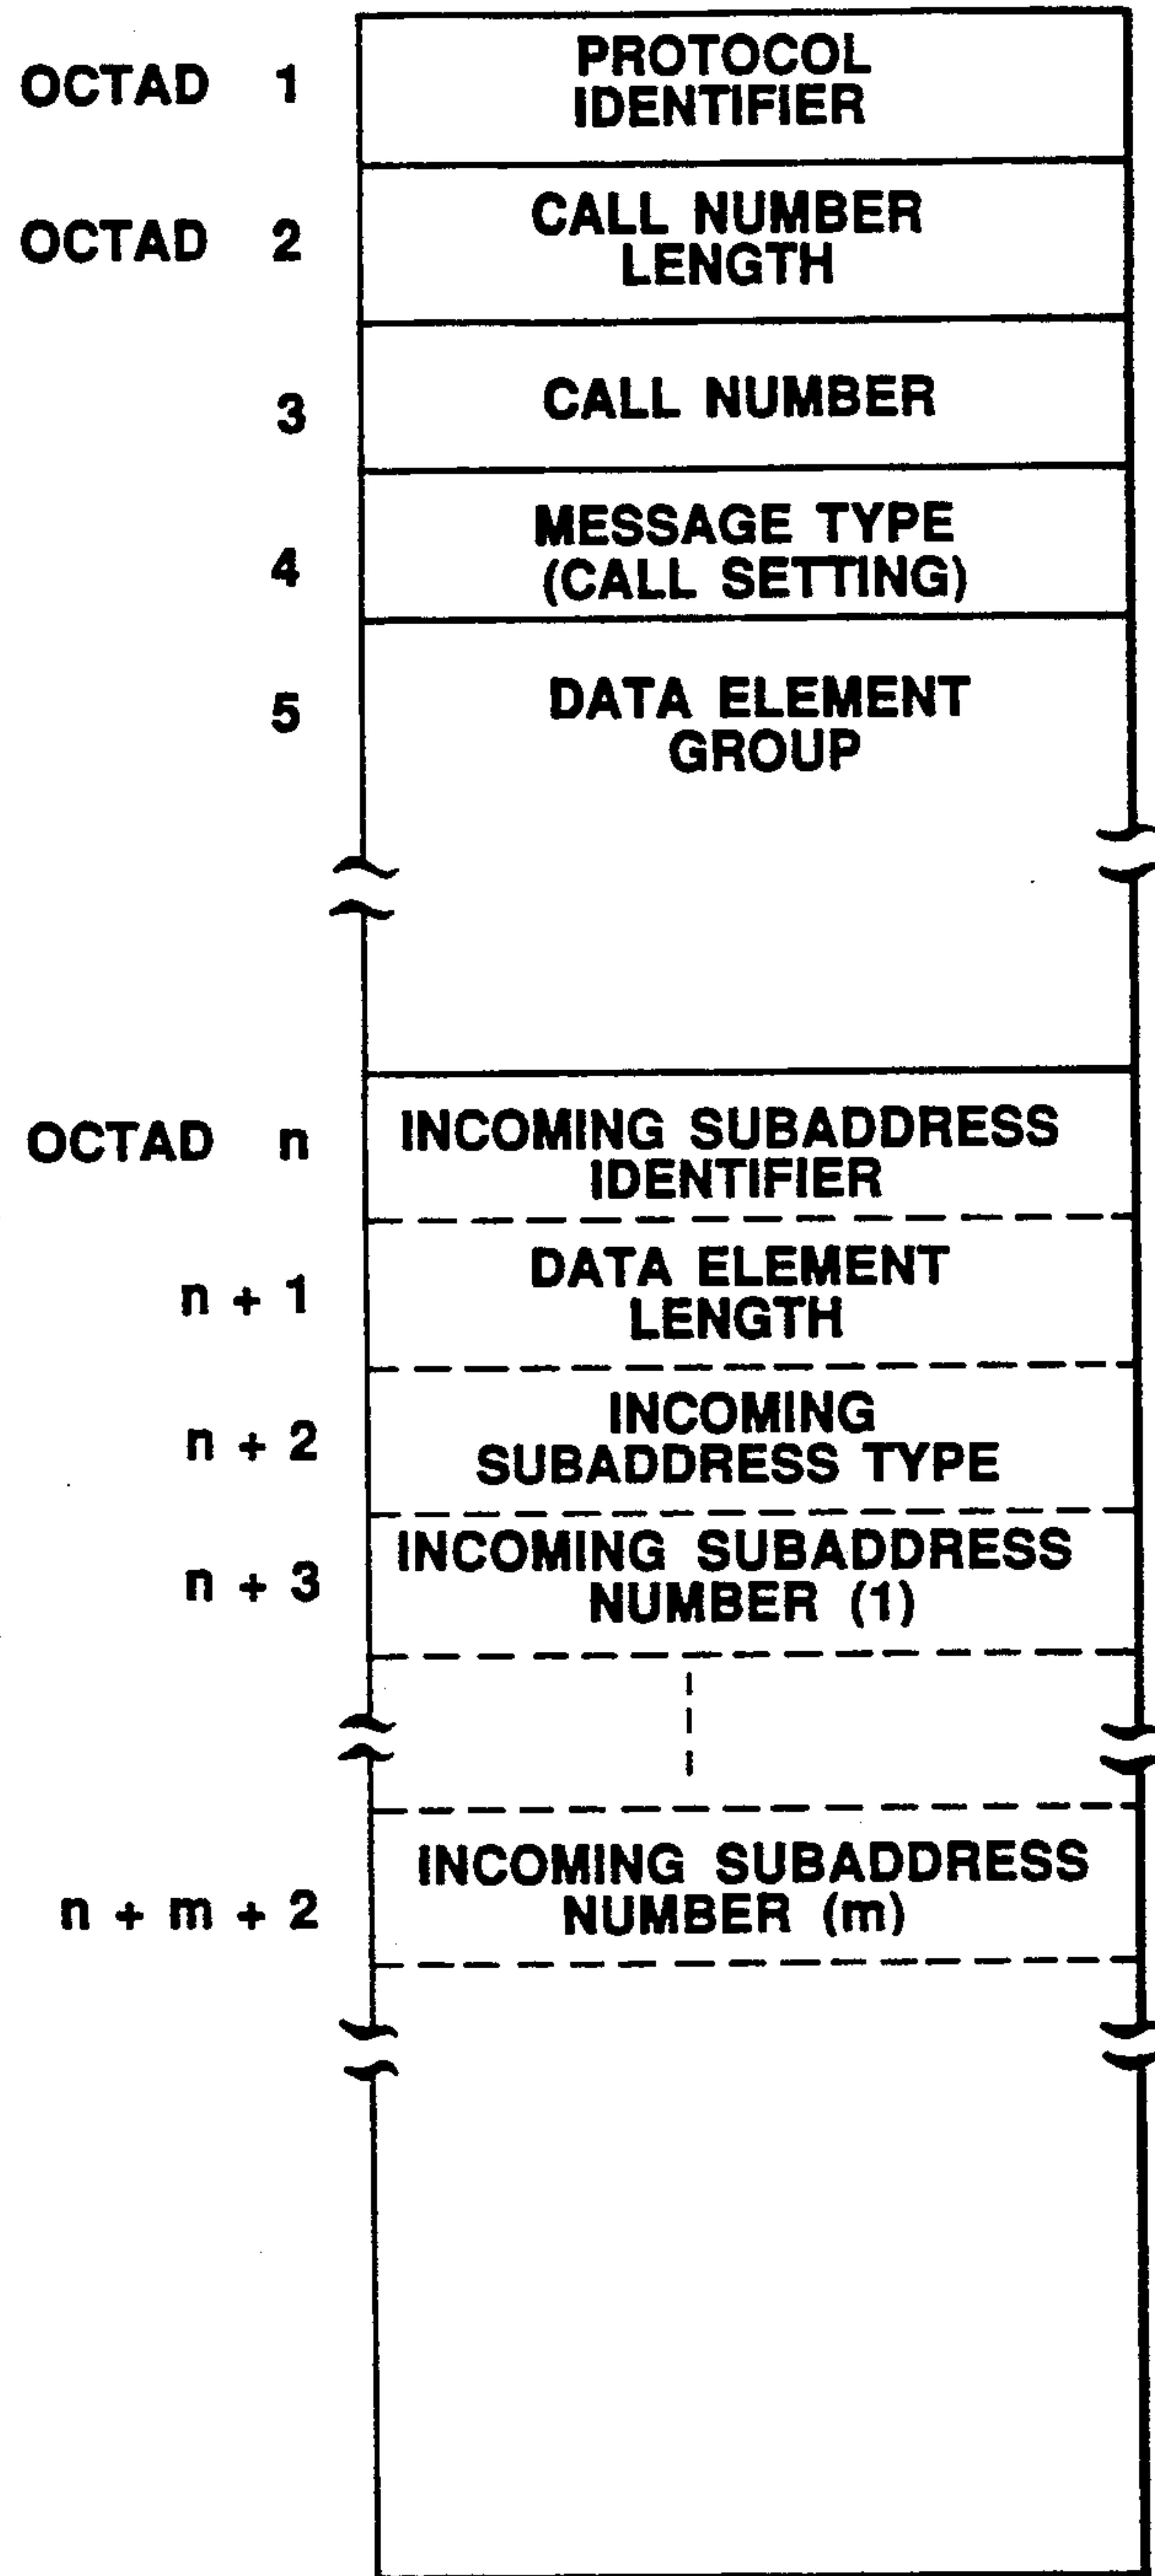 OCTAD 1 PROTOCOL
IDENTIFIER
OCTAD 2 CALL NUMBER
LENGTH
3 CALL NUMBER
4 MESSAGE TYPE
(CALL SETTING)
5 DATA ELEMENT
GROUP
OCTAD n INCOMING SUBADDRESS
IDENTIFIER
n + 1 DATA ELEMENT
LENGTH
n + 2 INCOMING
SUBADDRESS TYPE
n + 3 INCOMING SUBADDRESS
NUMBER (1)
n + m + 2 INCOMING SUBADDRESS
NUMBER (m)